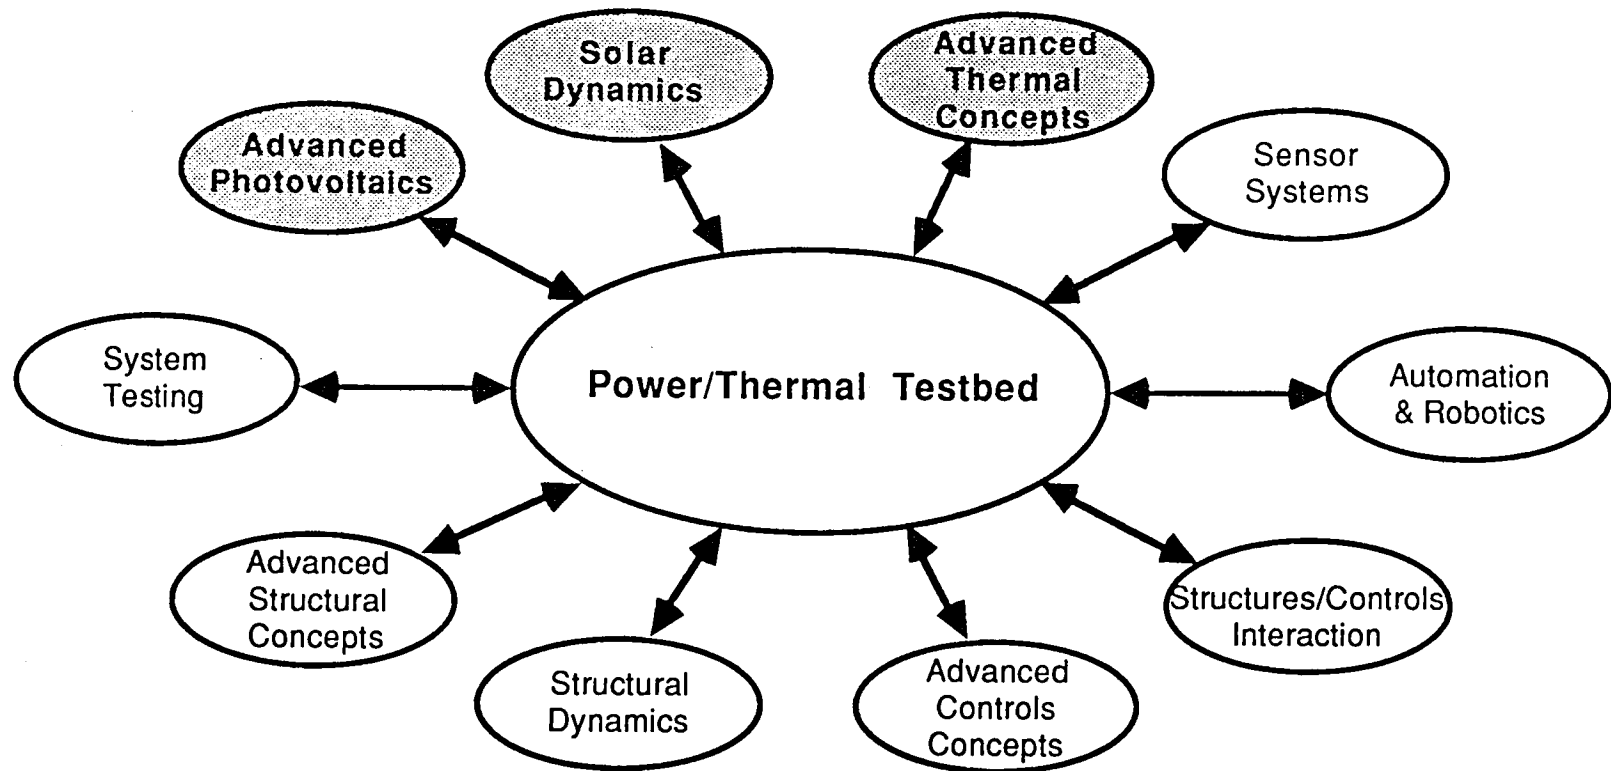 Solar
Dynamics
Advanced
Thermal
Concepts
Advanced
Photovoltaics
Sensor
Systems
System
Testing
Power/Thermal Testbed
Automation
& Robotics
Advanced
Structural
Concepts
Structures/Controls
Interaction
Structural
Dynamics
Advanced
Controls
Concepts